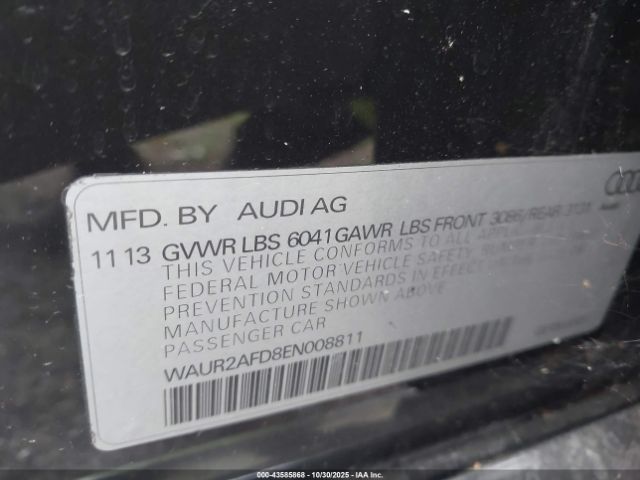 MFD. BY AUDI AG
11 13 GVWR LBS 6041 GAWR LBS FRONT 3086/REAR 3131
THIS VEHICLE CONFORMS TO ALL
FEDERAL MOTOR VEHICLE SAFETY, BUMPER
PREVENTION STANDARDS IN EFFECT
MANUFACTURE SHOWN ABOVE
PASSENGER CAR
WAUR2AFD8EN008811
000-43585868 - 10/30/2025 - IAA Inc.